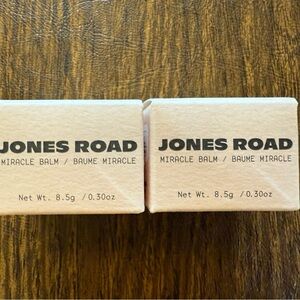 JONES ROAD
MIRACLE BALM / BAUME MIRACLE
Net Wt. 8.5g / 0.30oz
JONES ROAD
MIRACLE BALM / BAUME MIRACLE
Net Wt. 8.5g / 0.30oz